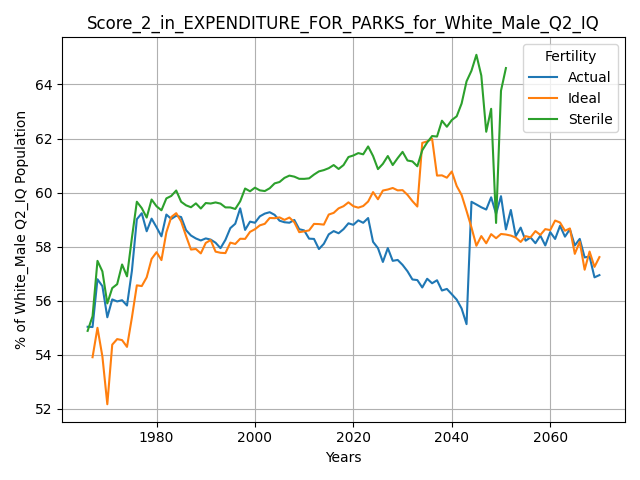 Score_2_in_EXPENDITURE_FOR_PARKS_for_White_Male_Q2_IQ
Fertility
Actual
Ideal
Sterile
% of White_Male Q2_IQ Population
64
62
60
58
56
54
52
1980
2000
2020
2040
2060
Years